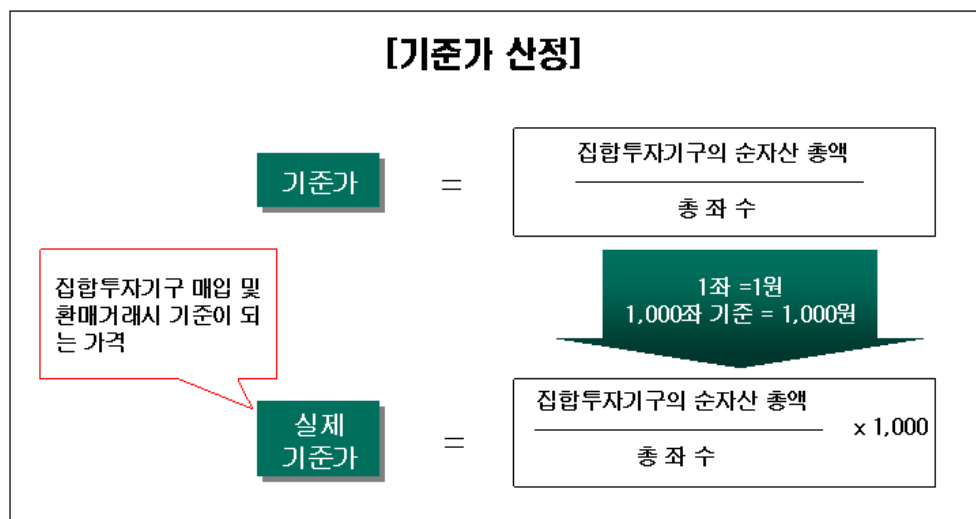 [기준가 산정]
기준가
=
집합투자기구의 순자산 총액
총 좌 수
집합투자기구 매입 및
환매거래시 기준이 되
는 가격
1좌 =1원
1,000좌 기준 = 1,000원
실제
기준가
=
집합투자기구의 순자산 총액
총 좌 수
x 1,000